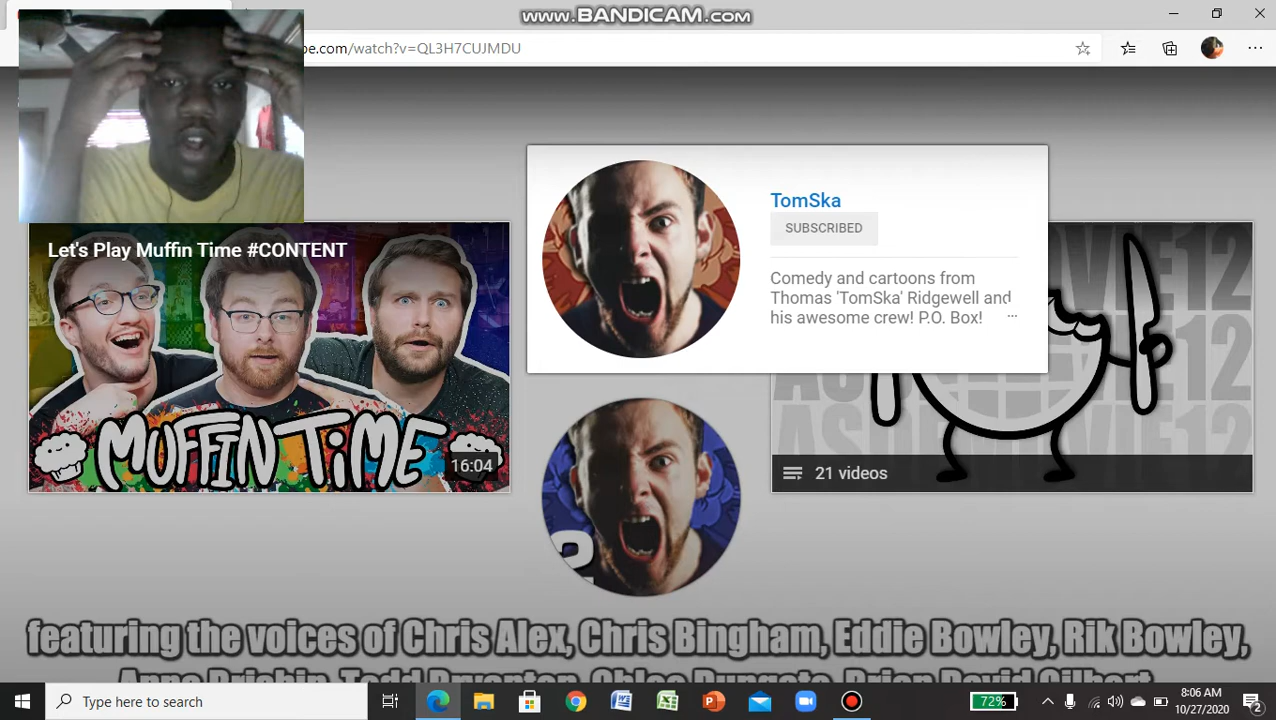 www.BANDICAM.com
be.com/watch?v=QL3H7CUJMDU
Let's Play Muffin Time #CONTENT
MUFFIN TIME
16:04
TomSka
SUBSCRIBED
Comedy and cartoons from
Thomas 'TomSka' Ridgewell and
his awesome crew! P.O. Box!
...
2
21 videos
featuring the voices of Chris Alex, Chris Bingham, Eddie Bowley, Rik Bowley,
Type here to search
72%
8:06 AM
10/27/2020
2